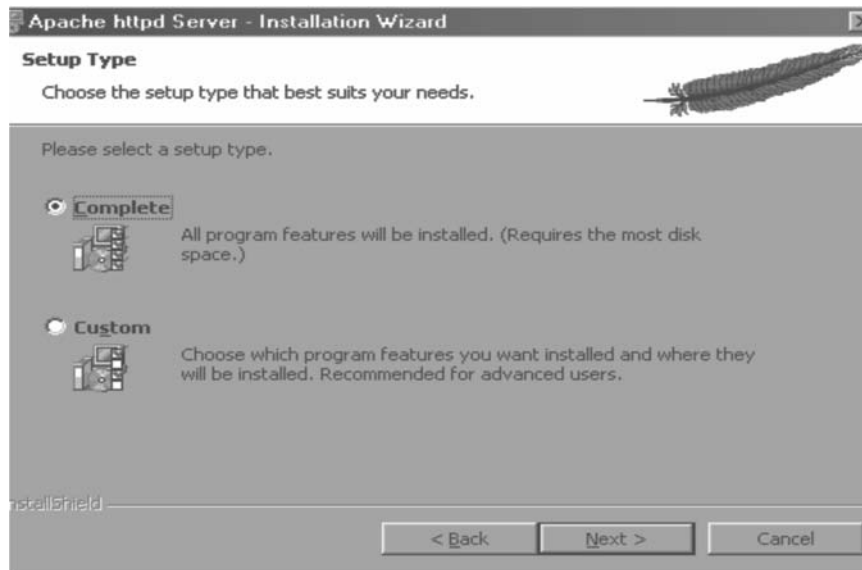 Apache httpd Server - Installation Wizard
Setup Type
Choose the setup type that best suits your needs.
Please select a setup type.
Complete
All program features will be installed. (Requires the most disk
space.)
Custom
Choose which program features you want installed and where they
will be installed. Recommended for advanced users.
nstallShield
< Back
Next >
Cancel